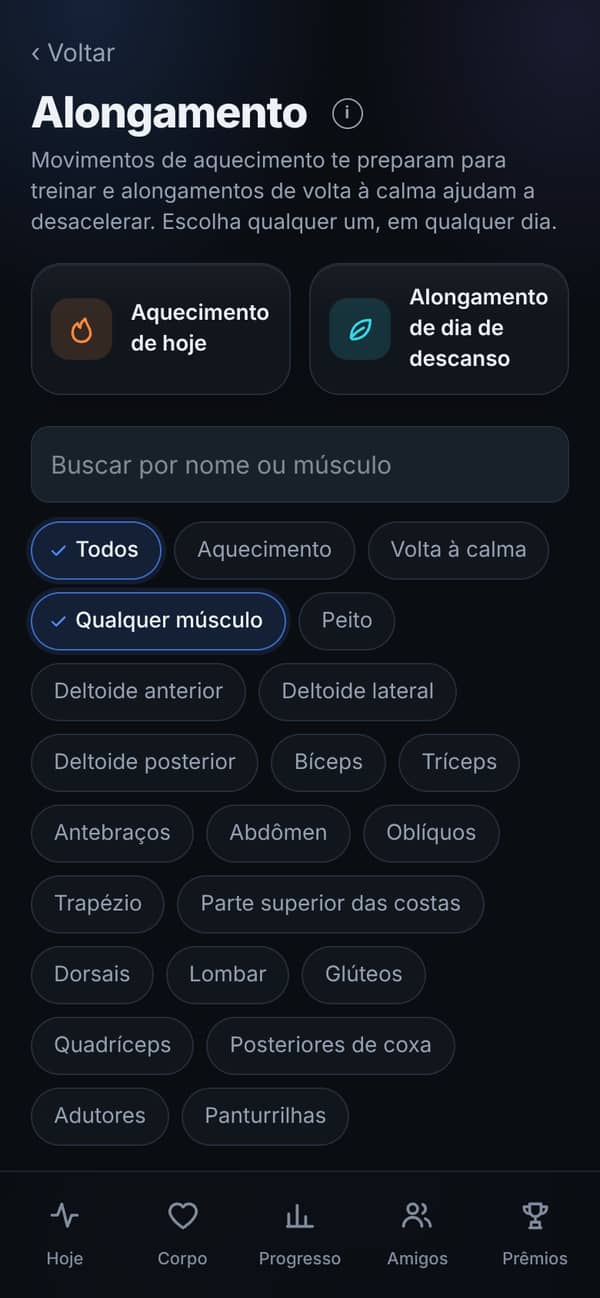 ‹ Voltar
Alongamento
Movimentos de aquecimento te preparam para
treinar e alongamentos de volta à calma ajudam a
desacelerar. Escolha qualquer um, em qualquer dia.
Aquecimento
de hoje
Alongamento
de dia de
descanso
Buscar por nome ou músculo
Todos Aquecimento Volta à calma
Qualquer músculo Peito
Deltoide anterior Deltoide lateral
Deltoide posterior Bíceps Tríceps
Antebraços Abdômen Oblíquos
Trapézio Parte superior das costas
Dorsais Lombar Glúteos
Quadríceps Posteriores de coxa
Adutores Panturrilhas
Hoje Corpo Progresso Amigos Prêmios